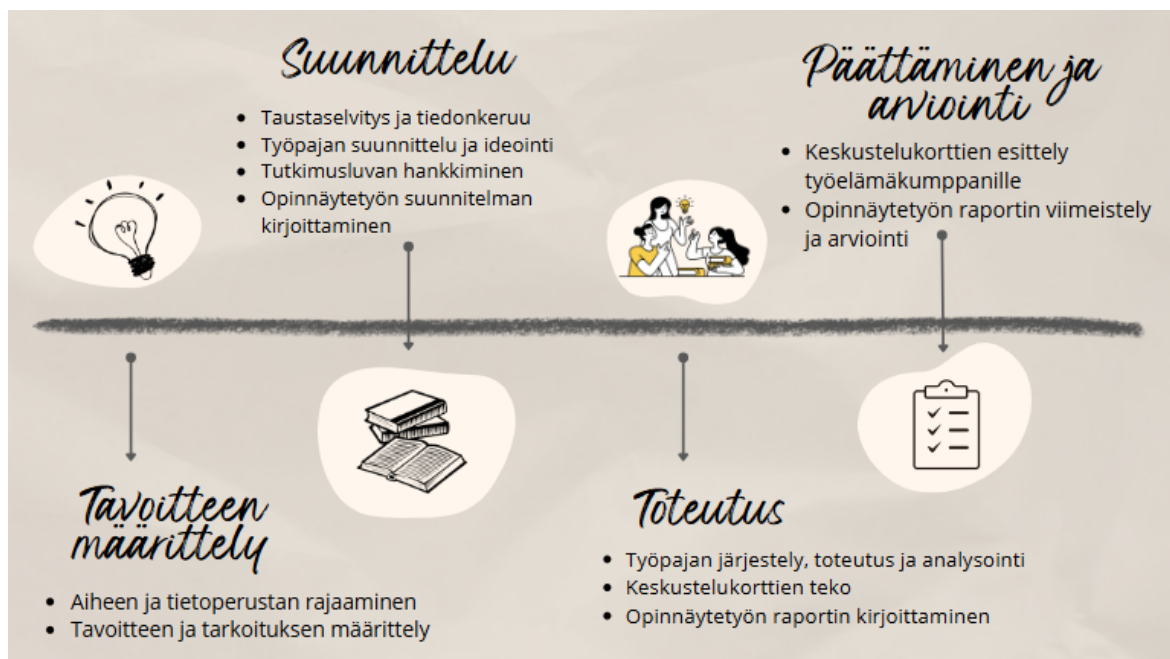 Suunnittelu
• Taustaselvitys ja tiedonkeruu
• Työpajan suunnittelu ja ideointi
• Tutkimusluvan hankkiminen
• Opinnäytetyön suunnitelman
kirjoittaminen
Päättäminen ja
arviointi
• Keskustelukorttien esittely
työelämäkumppanille
• Opinnäytetyön raportin viimeistely
ja arviointi
Tavoitteen
määrittely
• Aiheen ja tietoperustan rajaaminen
• Tavoitteen ja tarkoituksen määrittely
Toteutus
• Työpajan järjestely, toteutus ja analysointi
• Keskustelukorttien teko
• Opinnäytetyön raportin kirjoittaminen